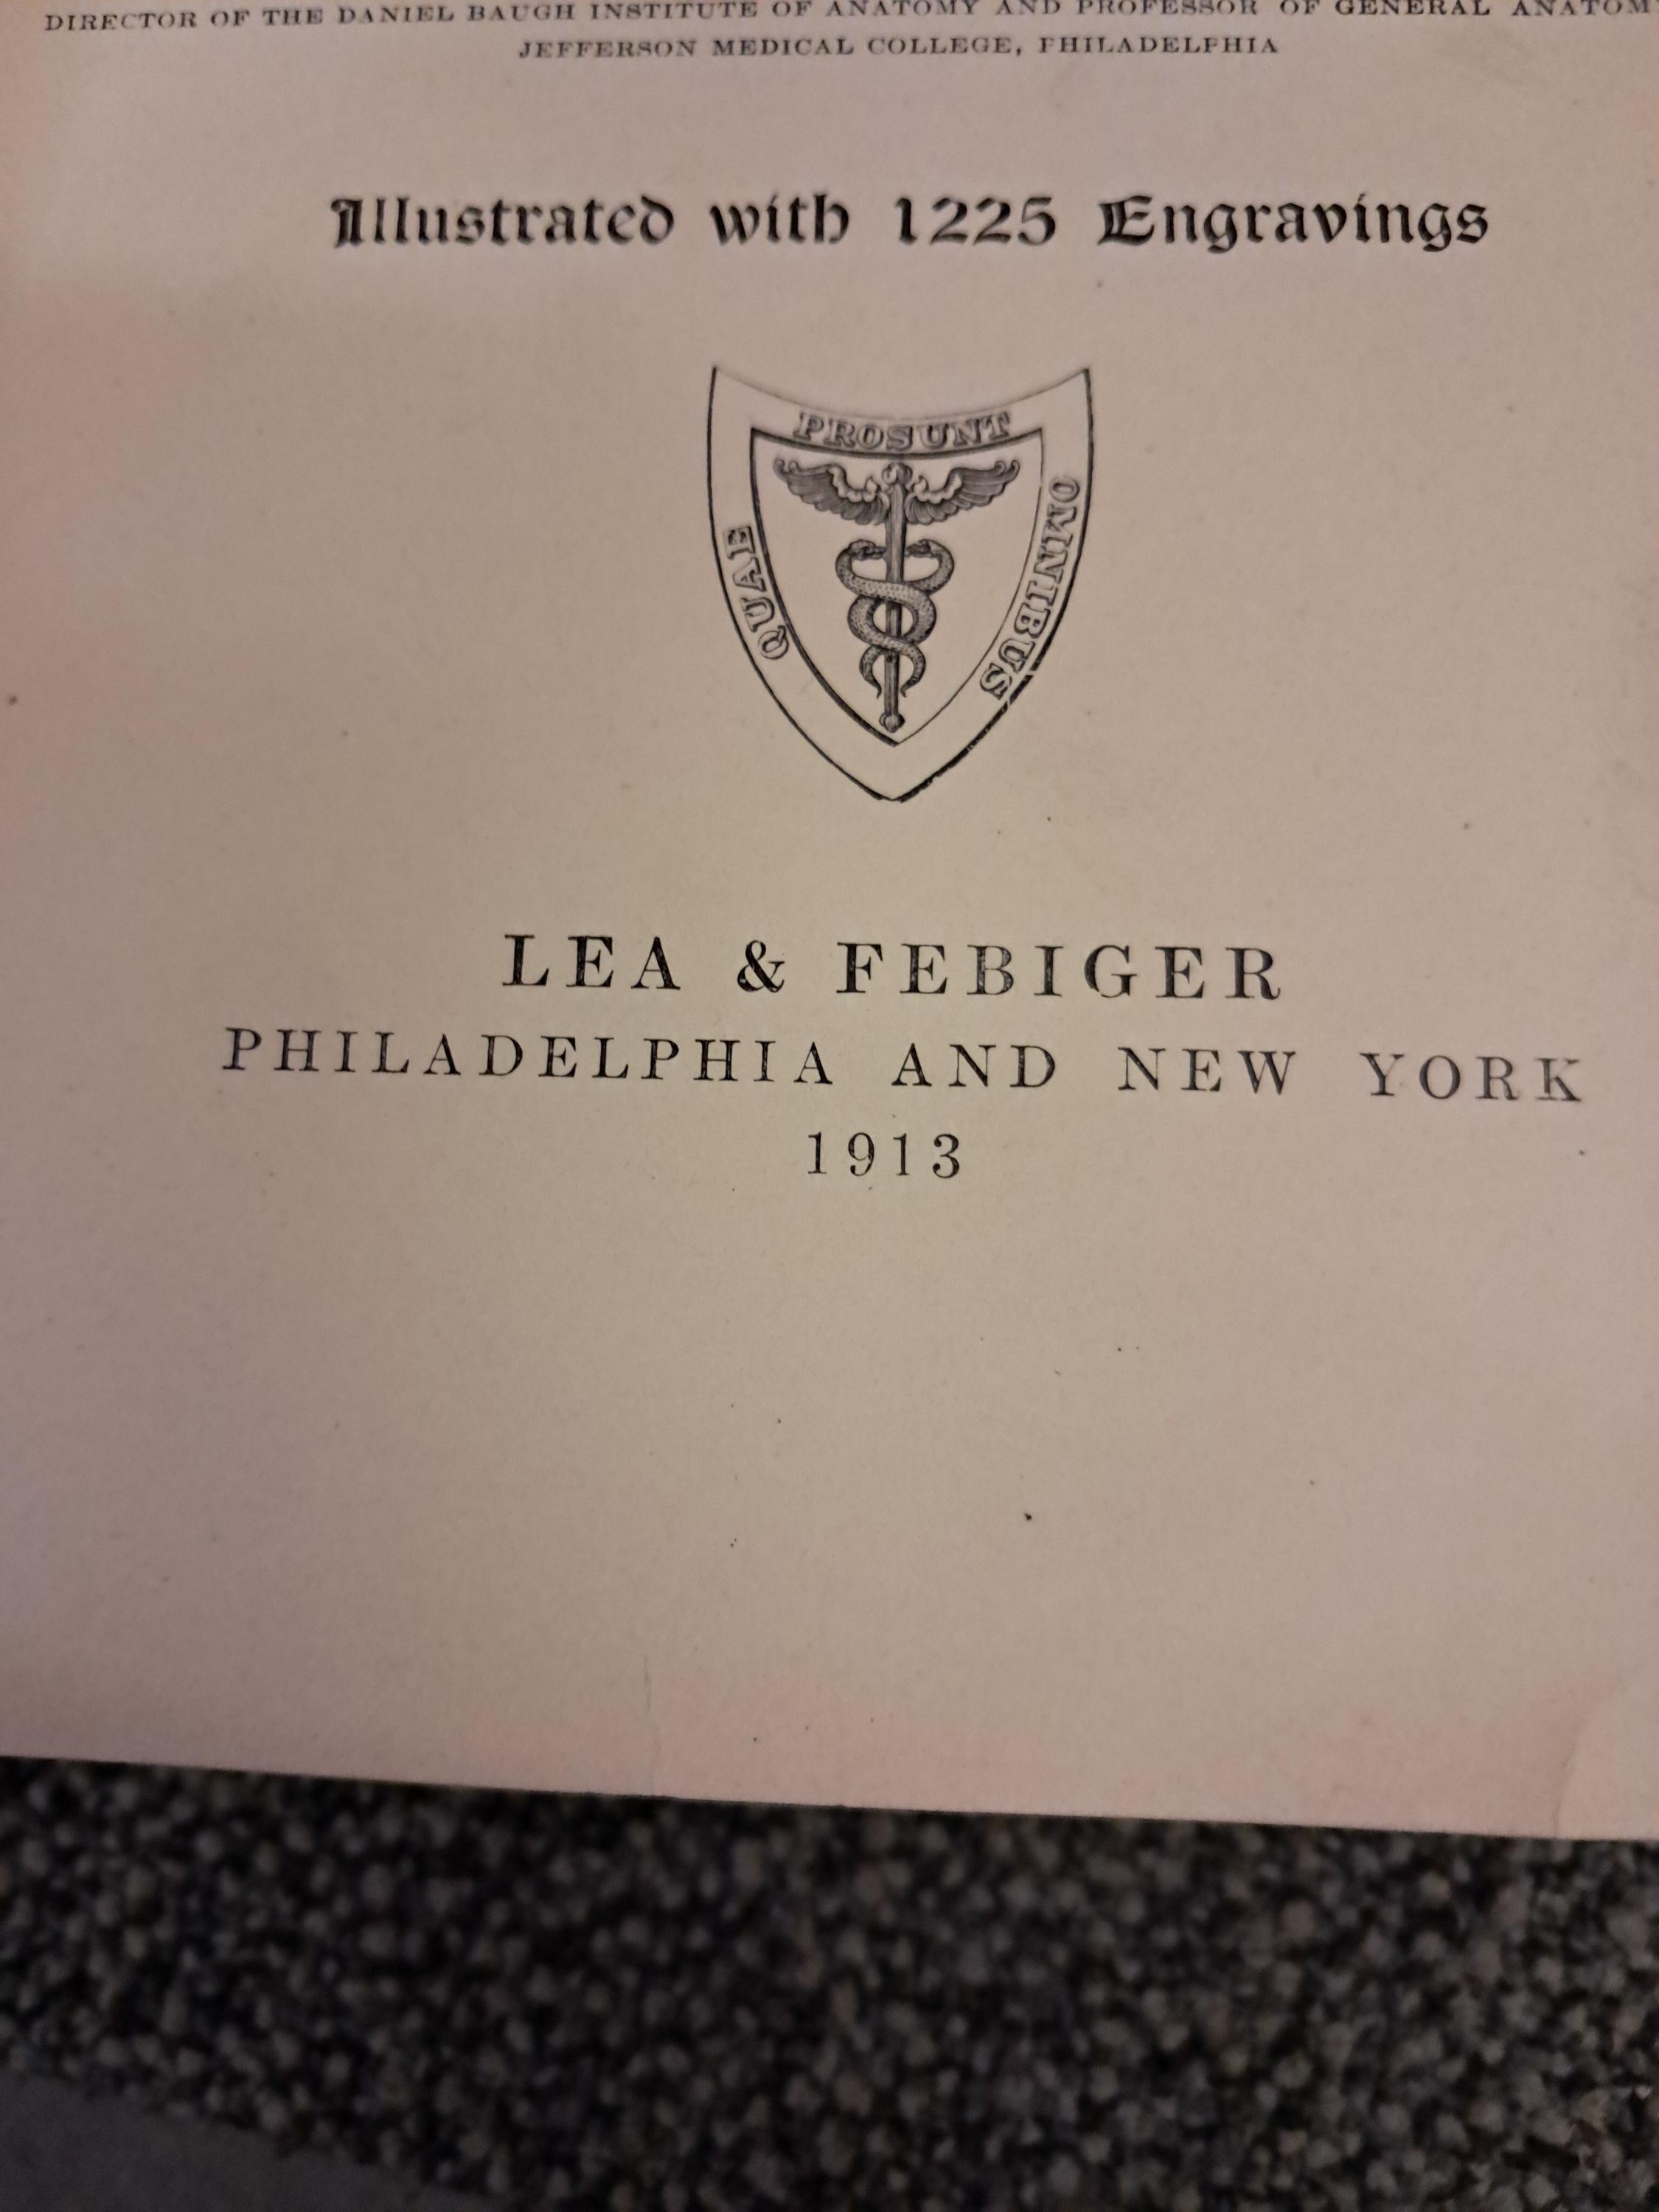 DIRECTOR OF THE DANIEL BAUGH INSTITUTE OF ANATOMY AND PROFESSOR OF GENERAL ANATOM
JEFFERSON MEDICAL COLLEGE, PHILADELPHIA
Illustrated with 1225 Engravings
QUAE
PROSUNT
OMNIBUS
LEA & FEBIGER
PHILADELPHIA AND NEW YORK
1913